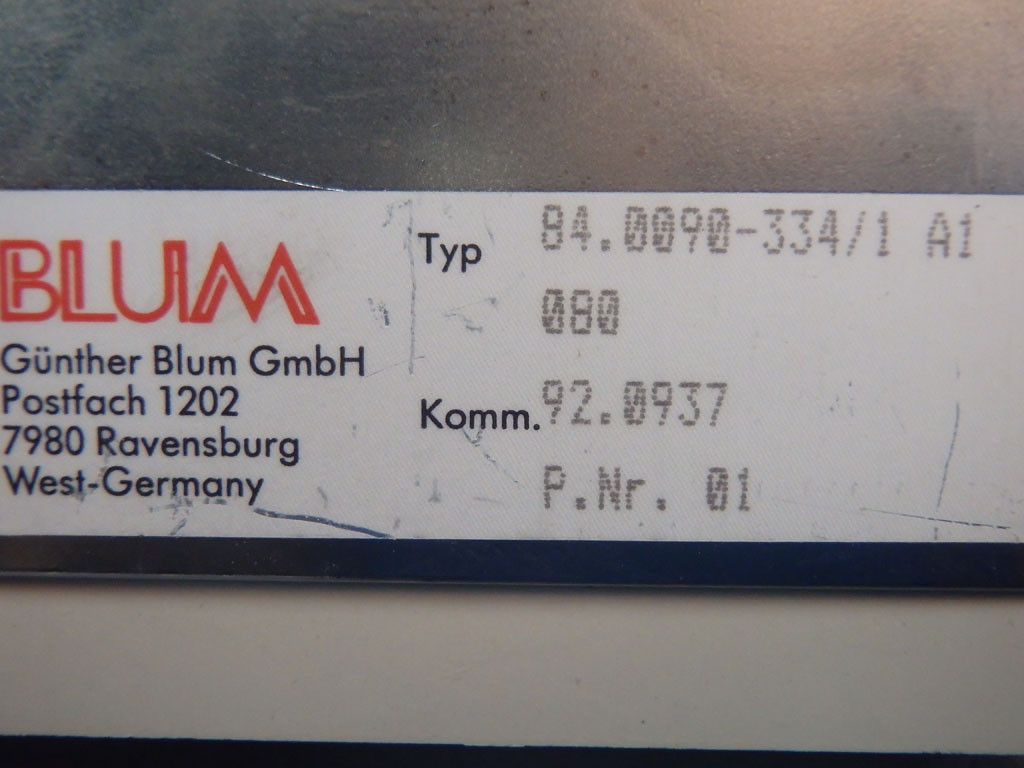 BLUM
Günther Blum GmbH
Postfach 1202
7980 Ravensburg
West-Germany
Typ 84.0090-334/1 A1
080
Komm. 92.0937
P.Nr. 01